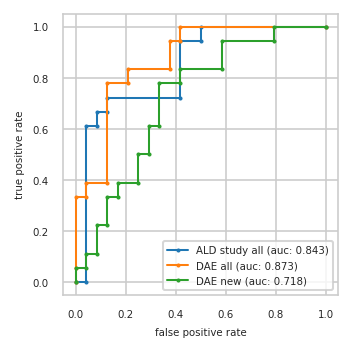 1.0
0.8
0.6
0.4
0.2
0.0
true positive rate
ALD study all (auc: 0.843)
DAE all (auc: 0.873)
DAE new (auc: 0.718)
0.0 0.2 0.4 0.6 0.8 1.0
false positive rate